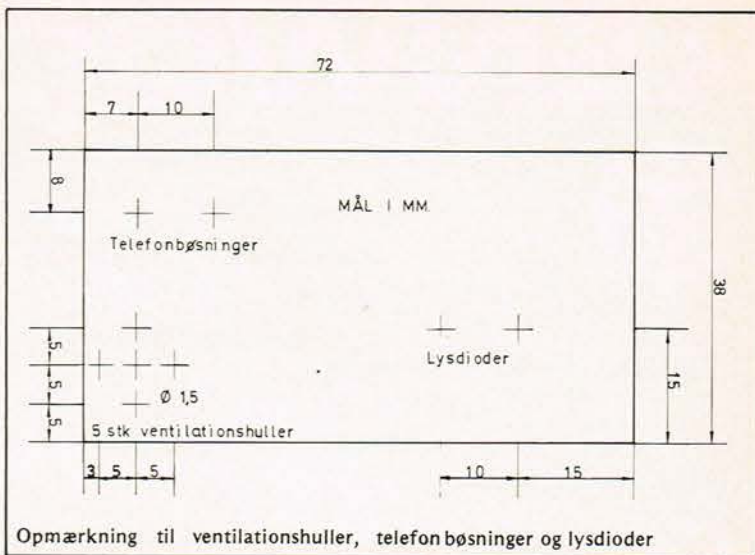 72
7 10
8
MÅL I MM.
Telefonbøsninger
38
5
5
Lysdioder
15
Ø 1,5
5
5 stk ventilationshuller
3 5 5
10 15
Opmærkning til ventilationshuller, telefonbøsninger og lysdioder